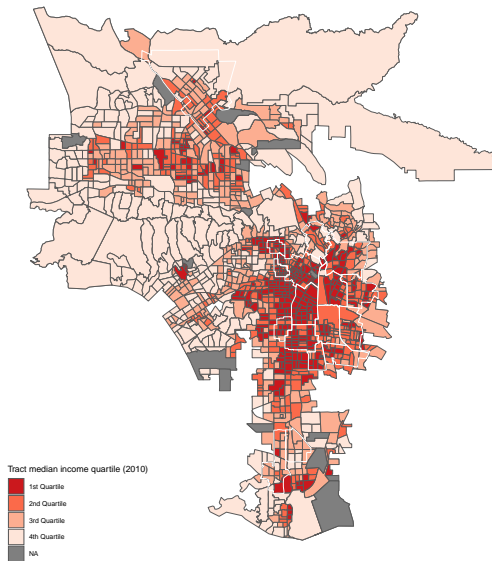 Tract median income quartile (2010)
1st Quartile
2nd Quartile
3rd Quartile
4th Quartile
NA